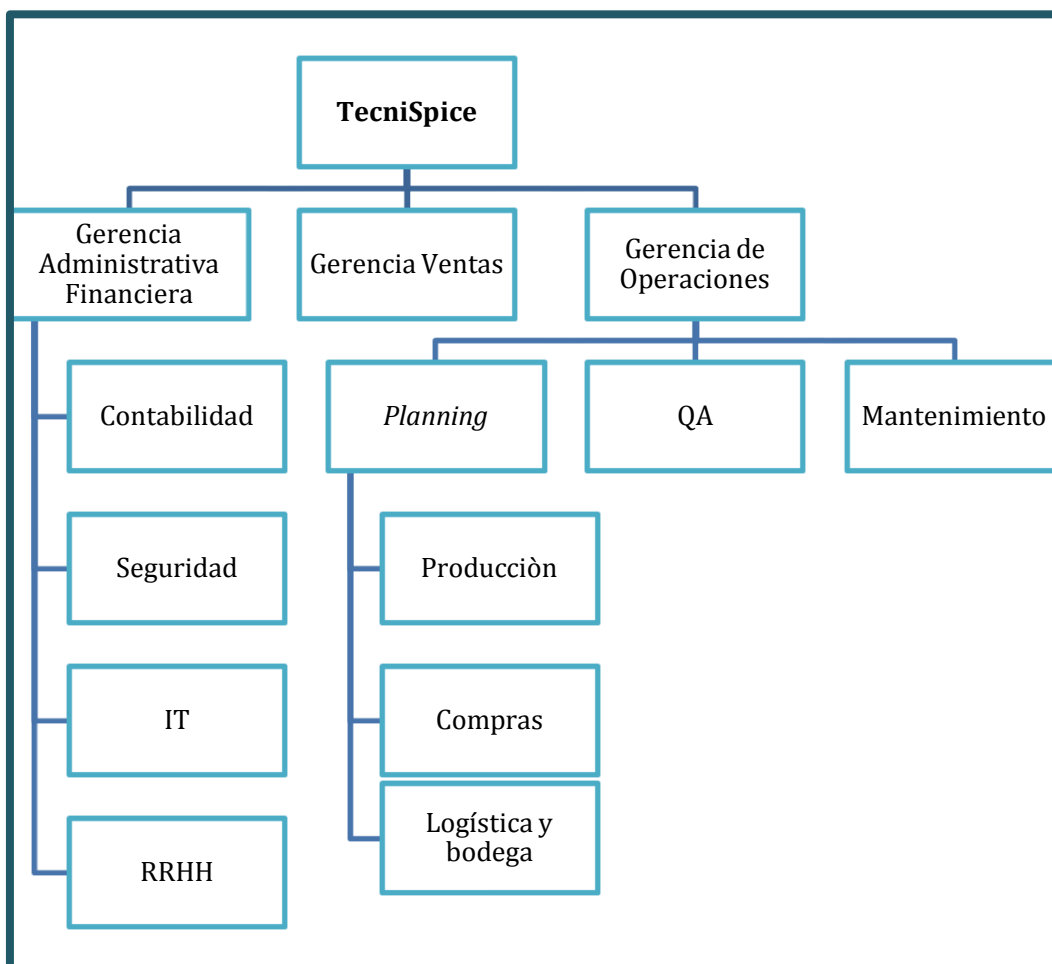 TecniSpice
Gerencia
Administrativa
Financiera
Gerencia Ventas
Gerencia de
Operaciones
Contabilidad
Planning
QA
Mantenimiento
Seguridad
Producciòn
IT
Compras
RRHH
Logística y
bodega